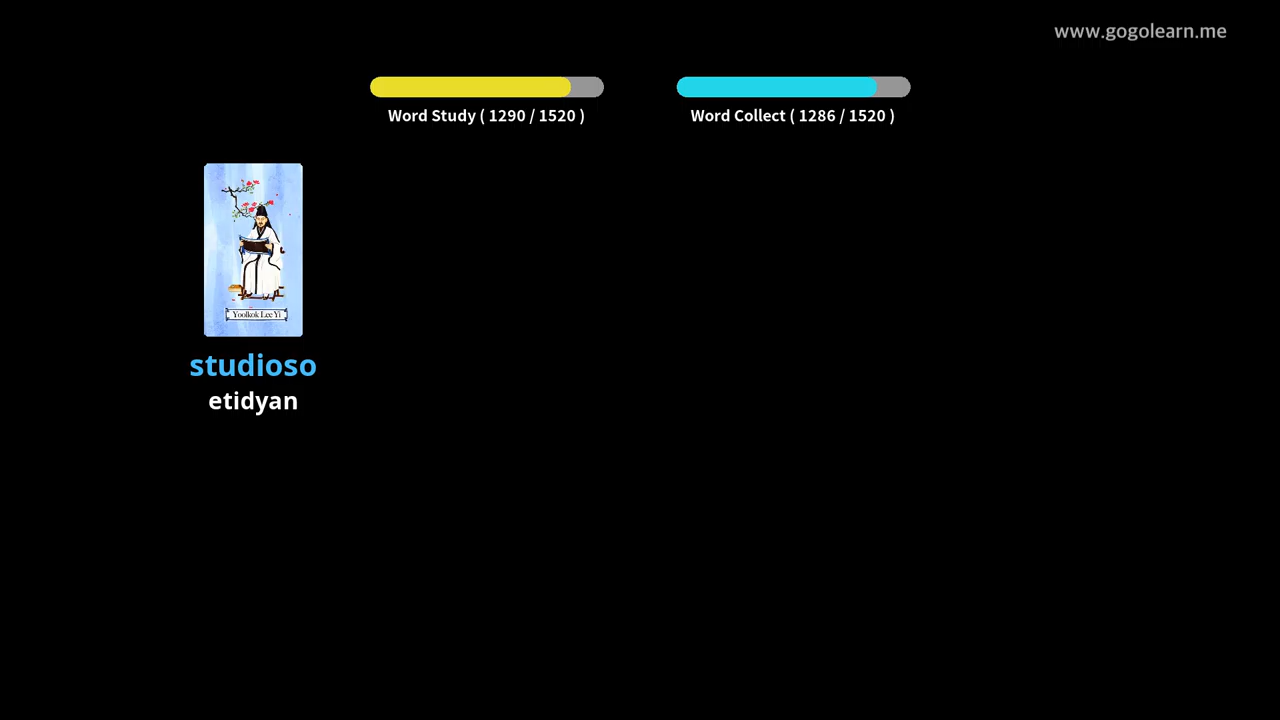 www.gogolearn.me
Word Study ( 1290 / 1520 )
Word Collect ( 1286 / 1520 )
Yoolkok Lee Yi
studioso
etidyan